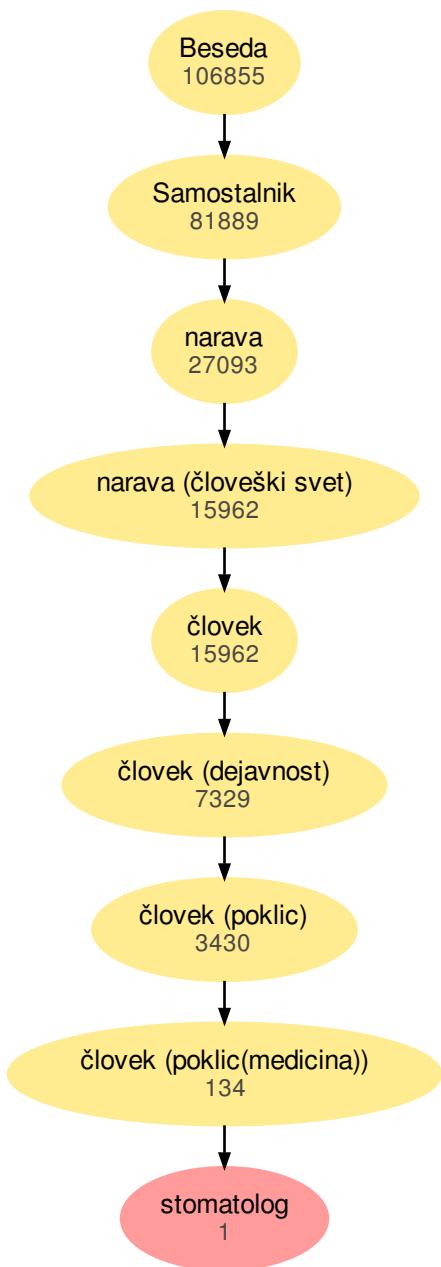 Beseda
106855
Samostalnik
81889
narava
27093
narava (človeški svet)
15962
človek
15962
človek (dejavnost)
7329
človek (poklic)
3430
človek (poklic(medicina))
134
stomatolog
1